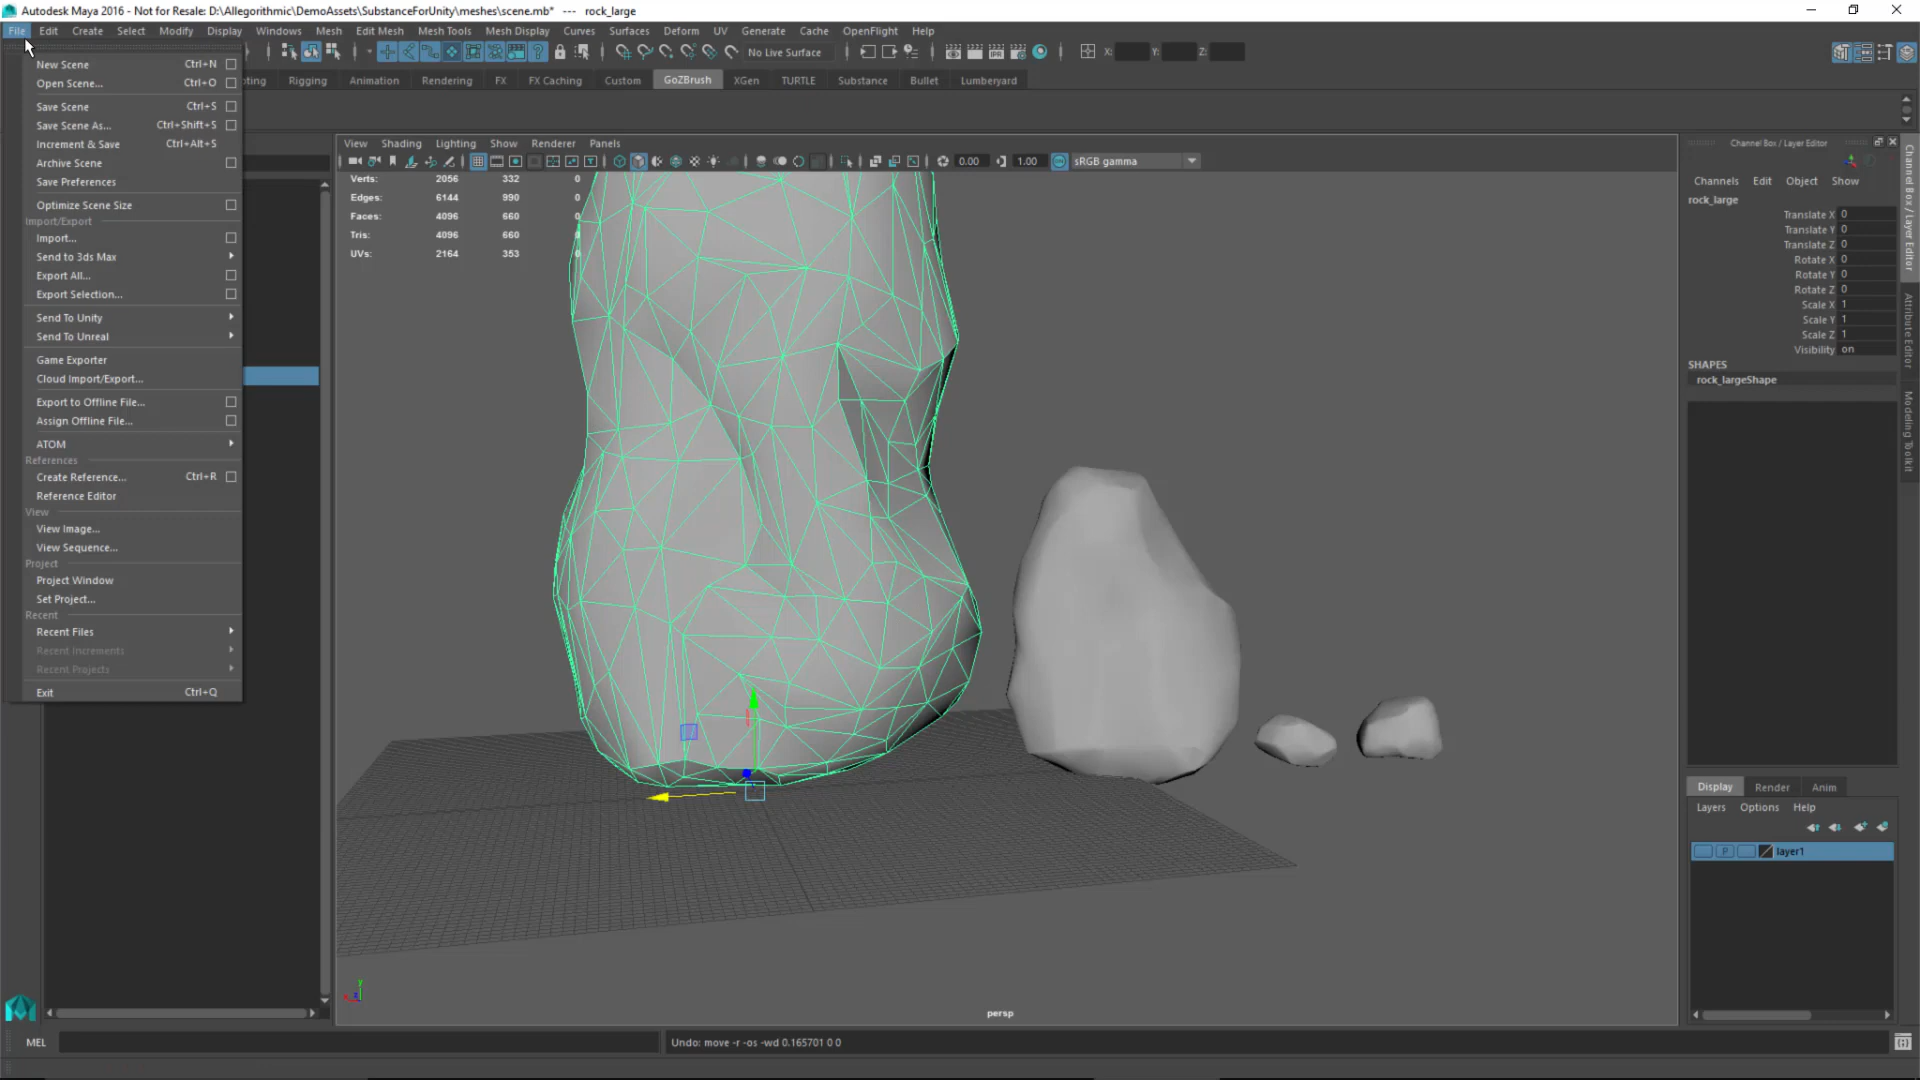 Autodesk Maya 2016 - Not for Resale: D:\Allegorithmic\DemoAssets\SubstanceForUnity\meshes\scene.mb* --- rock_large
File Edit Create Select Modify Display Windows Mesh Edit Mesh Mesh Tools Mesh Display Curves Surfaces Deform UV Generate Cache OpenFlight Help
No Live Surface X: Y: Z:
Rigging Animation Rendering FX FX Caching Custom GoZBrush XGen TURTLE Substance Bullet Lumberyard
New Scene Ctrl+N
Open Scene... Ctrl+O
Save Scene Ctrl+S
Save Scene As... Ctrl+Shift+S
Increment & Save Ctrl+Alt+S
Archive Scene
Save Preferences
Optimize Scene Size
Import/Export
Import...
Send to 3ds Max
Export All...
Export Selection...
Send To Unity
Send To Unreal
Game Exporter
Cloud Import/Export...
Export to Offline File...
Assign Offline File...
ATOM
References
Create Reference... Ctrl+R
Reference Editor
View
View Image...
View Sequence...
Project
Project Window
Set Project...
Recent
Recent Files
Recent Increments
Recent Projects
Exit Ctrl+Q
View Shading Lighting Show Renderer Panels
0.00 1.00 sRGB gamma
Verts: 2056 332 0
Edges: 6144 990 0
Faces: 4096 660 0
Tris: 4096 660 0
UVs: 2164 353 0
persp
Channel Box / Layer Editor
Channels Edit Object Show
rock_large
Translate X 0
Translate Y 0
Translate Z 0
Rotate X 0
Rotate Y 0
Rotate Z 0
Scale X 1
Scale Y 1
Scale Z 1
Visibility on
SHAPES
rock_largeShape
Channel Box / Layer Editor
Attribute Editor
Modeling Toolkit
Display Render Anim
Layers Options Help
P layer1
MEL
Undo: move -r -os -wd 0.165701 0 0